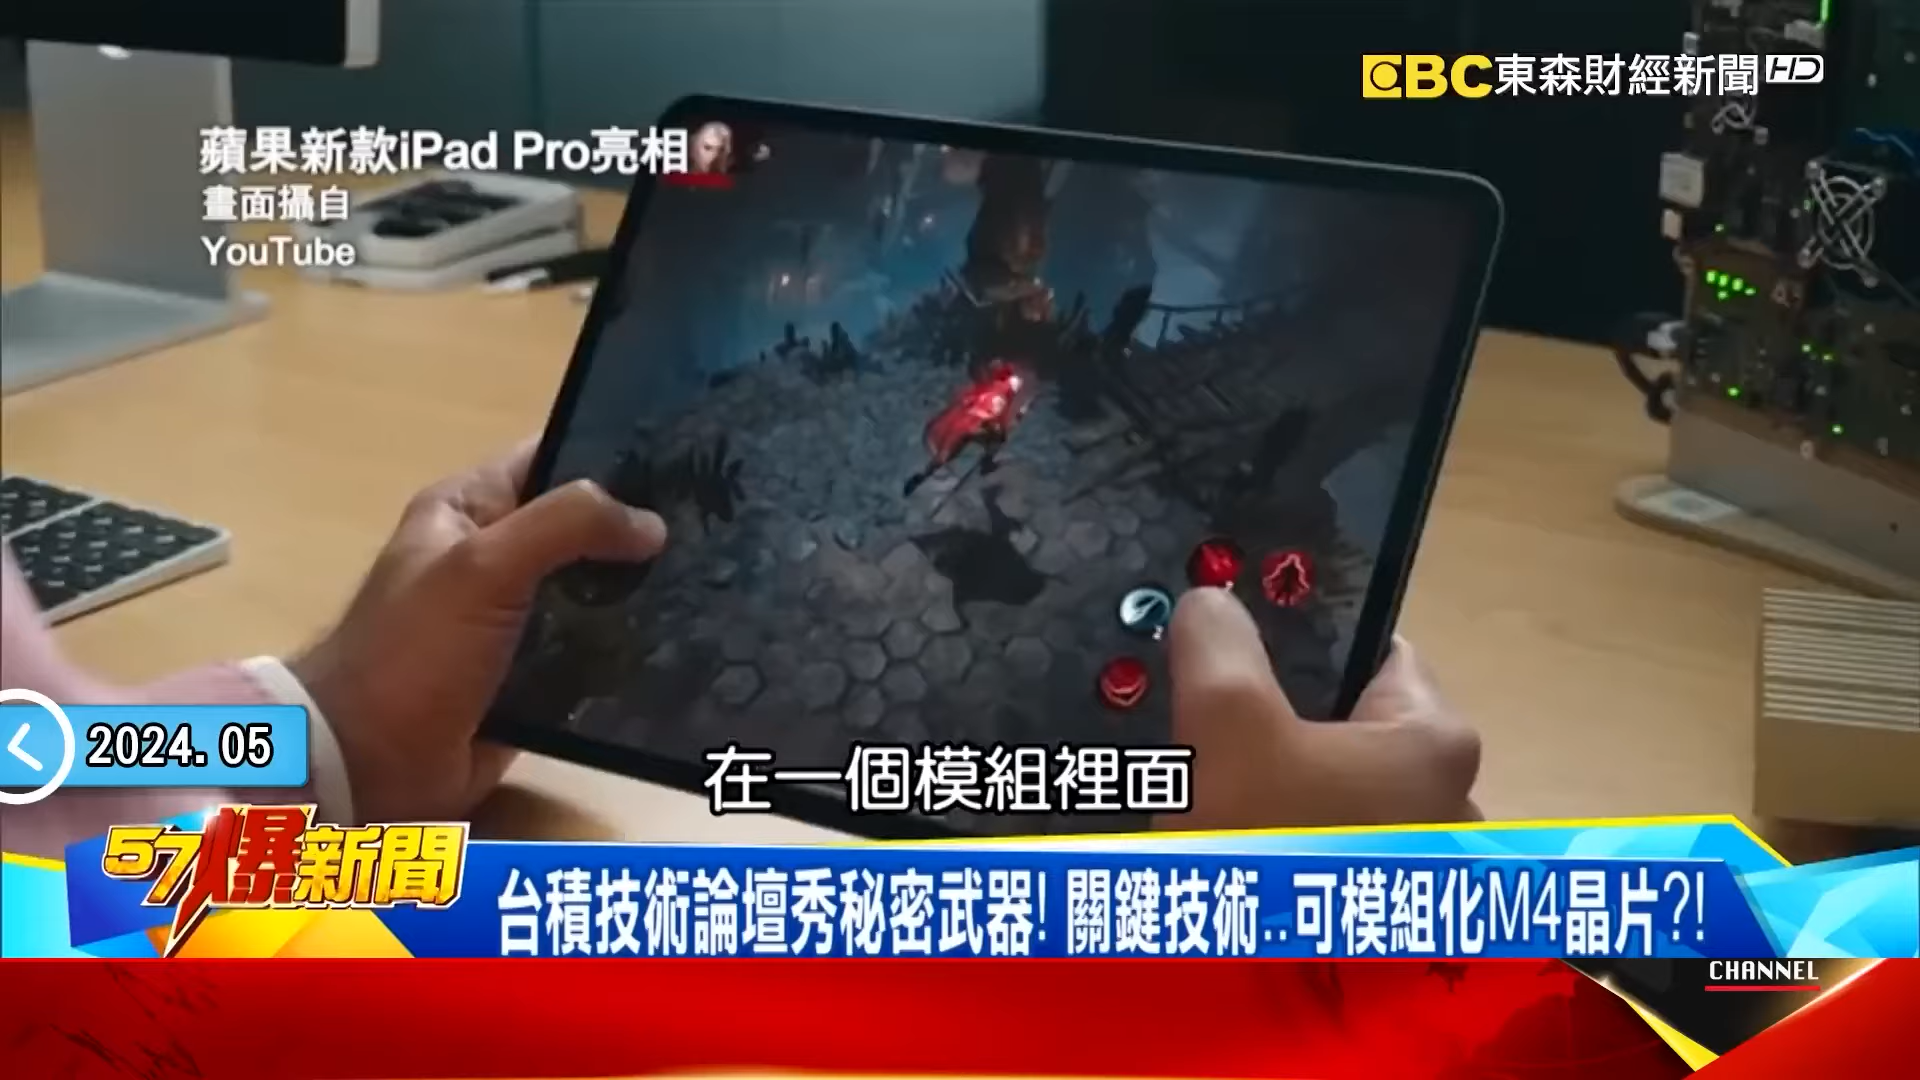 EBC東森財經新聞HD
蘋果新款iPad Pro亮相
畫面攝自
YouTube
2024.05
在一個模組裡面
57爆新聞
台積技術論壇秀秘密武器! 關鍵技術..可模組化M4晶片?!
CHANNEL